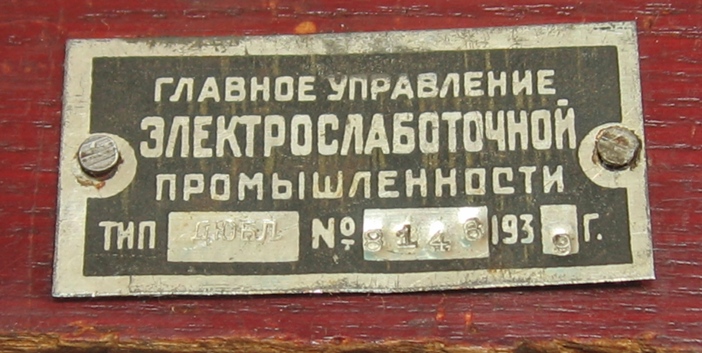 ГЛАВНОЕ УПРАВЛЕНИЕ
ЭЛЕКТРОСЛАБОТОЧНОЙ
ПРОМЫШЛЕННОСТИ
ТИП № 8146 1939 Г.